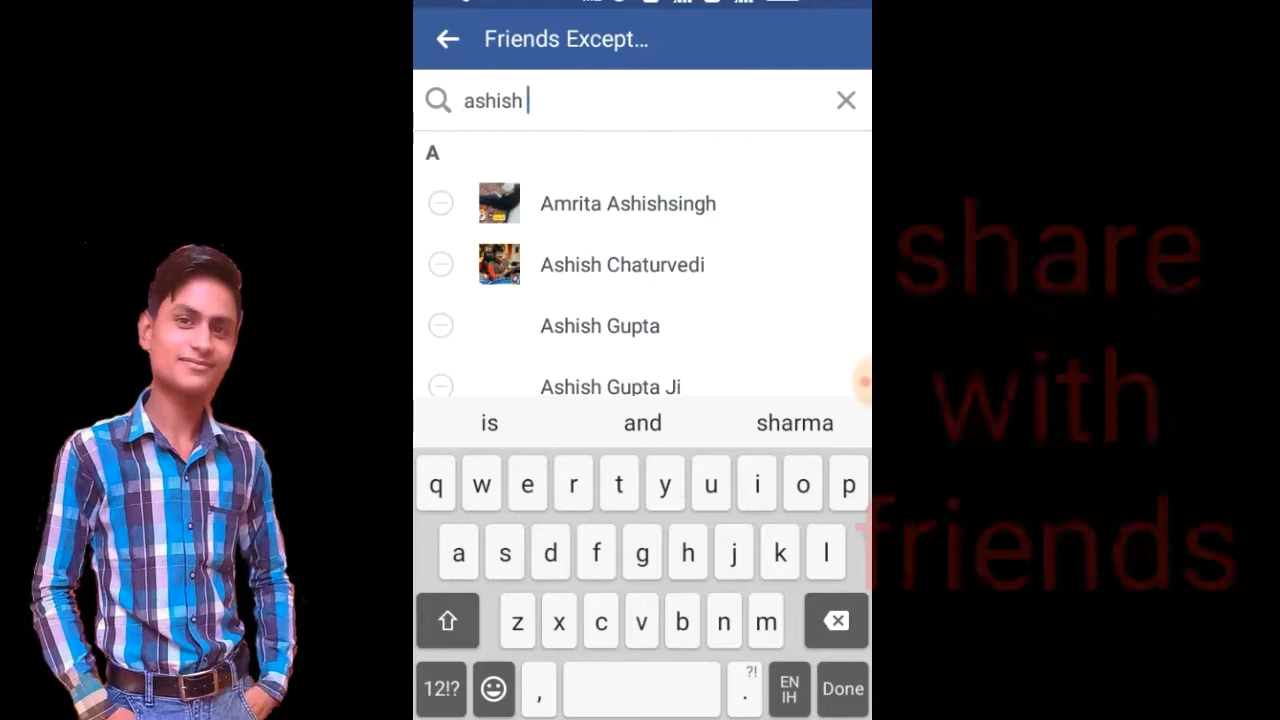 Friends Except...
ashish
A
Amrita Ashishsingh
Ashish Chaturvedi
Ashish Gupta
Ashish Gupta Ji
is and sharma
q w e r t y u i o p
a s d f g h j k l
z x c v b n m
12!? , . ?! EN IH Done
share
with
friends